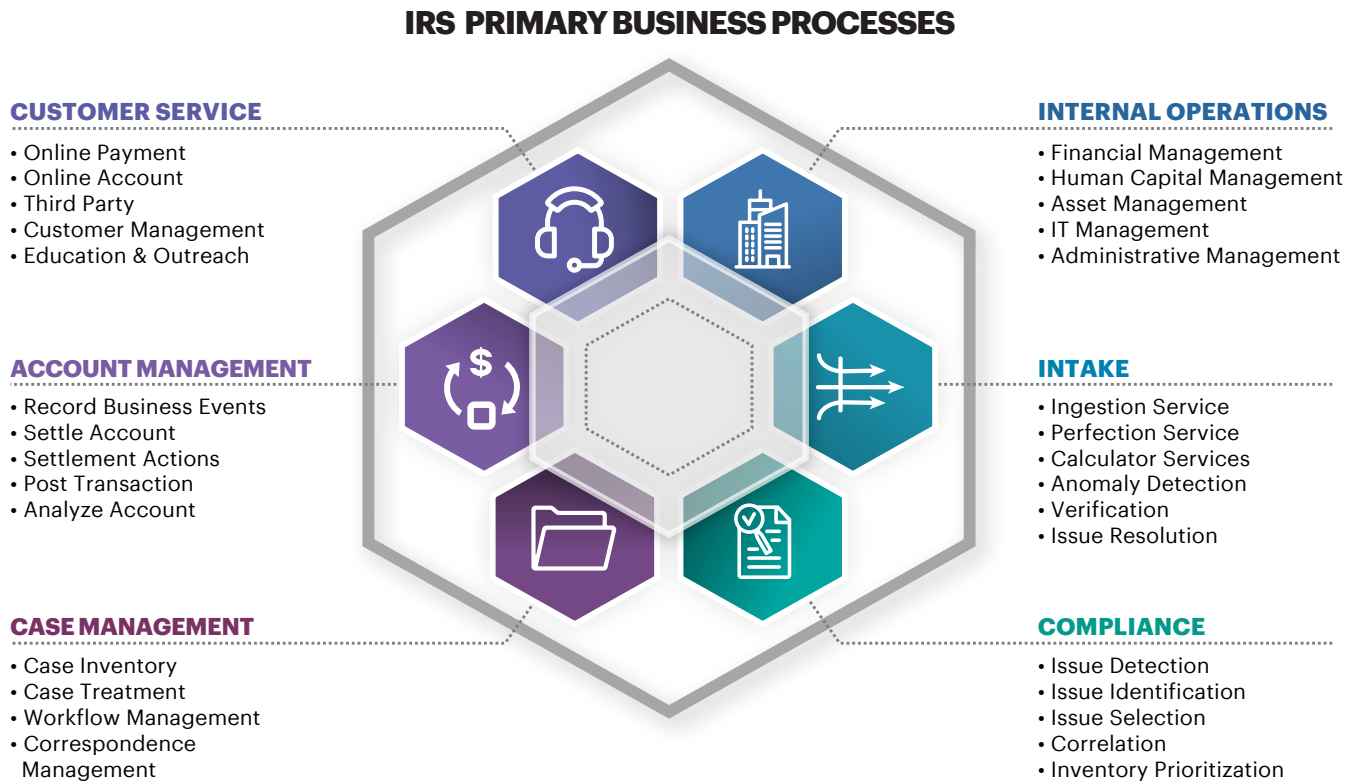 IRS PRIMARY BUSINESS PROCESSES
CUSTOMER SERVICE
• Online Payment
• Online Account
• Third Party
• Customer Management
• Education & Outreach
INTERNAL OPERATIONS
• Financial Management
• Human Capital Management
• Asset Management
• IT Management
• Administrative Management
ACCOUNT MANAGEMENT
• Record Business Events
• Settle Account
• Settlement Actions
• Post Transaction
• Analyze Account
$
INTAKE
• Ingestion Service
• Perfection Service
• Calculator Services
• Anomaly Detection
• Verification
• Issue Resolution
CASE MANAGEMENT
• Case Inventory
• Case Treatment
• Workflow Management
• Correspondence
Management
COMPLIANCE
• Issue Detection
• Issue Identification
• Issue Selection
• Correlation
• Inventory Prioritization